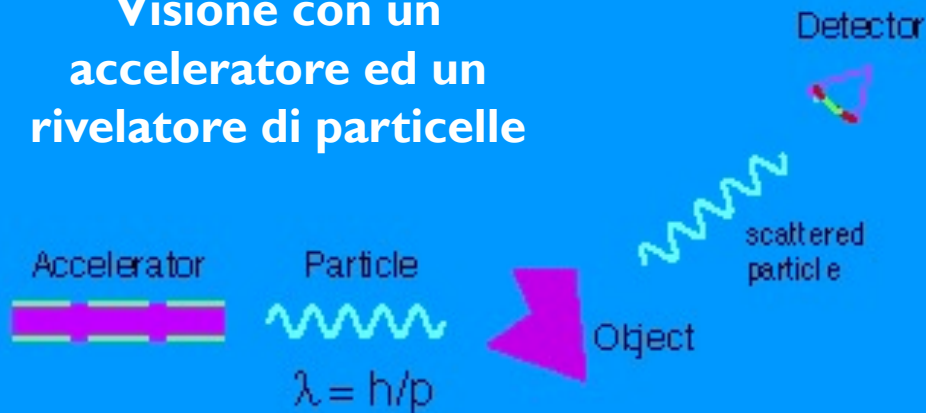 Visione con un
acceleratore ed un
rivelatore di particelle
Detector
scattered
particle
Accelerator
Particle
Object
λ = h/p